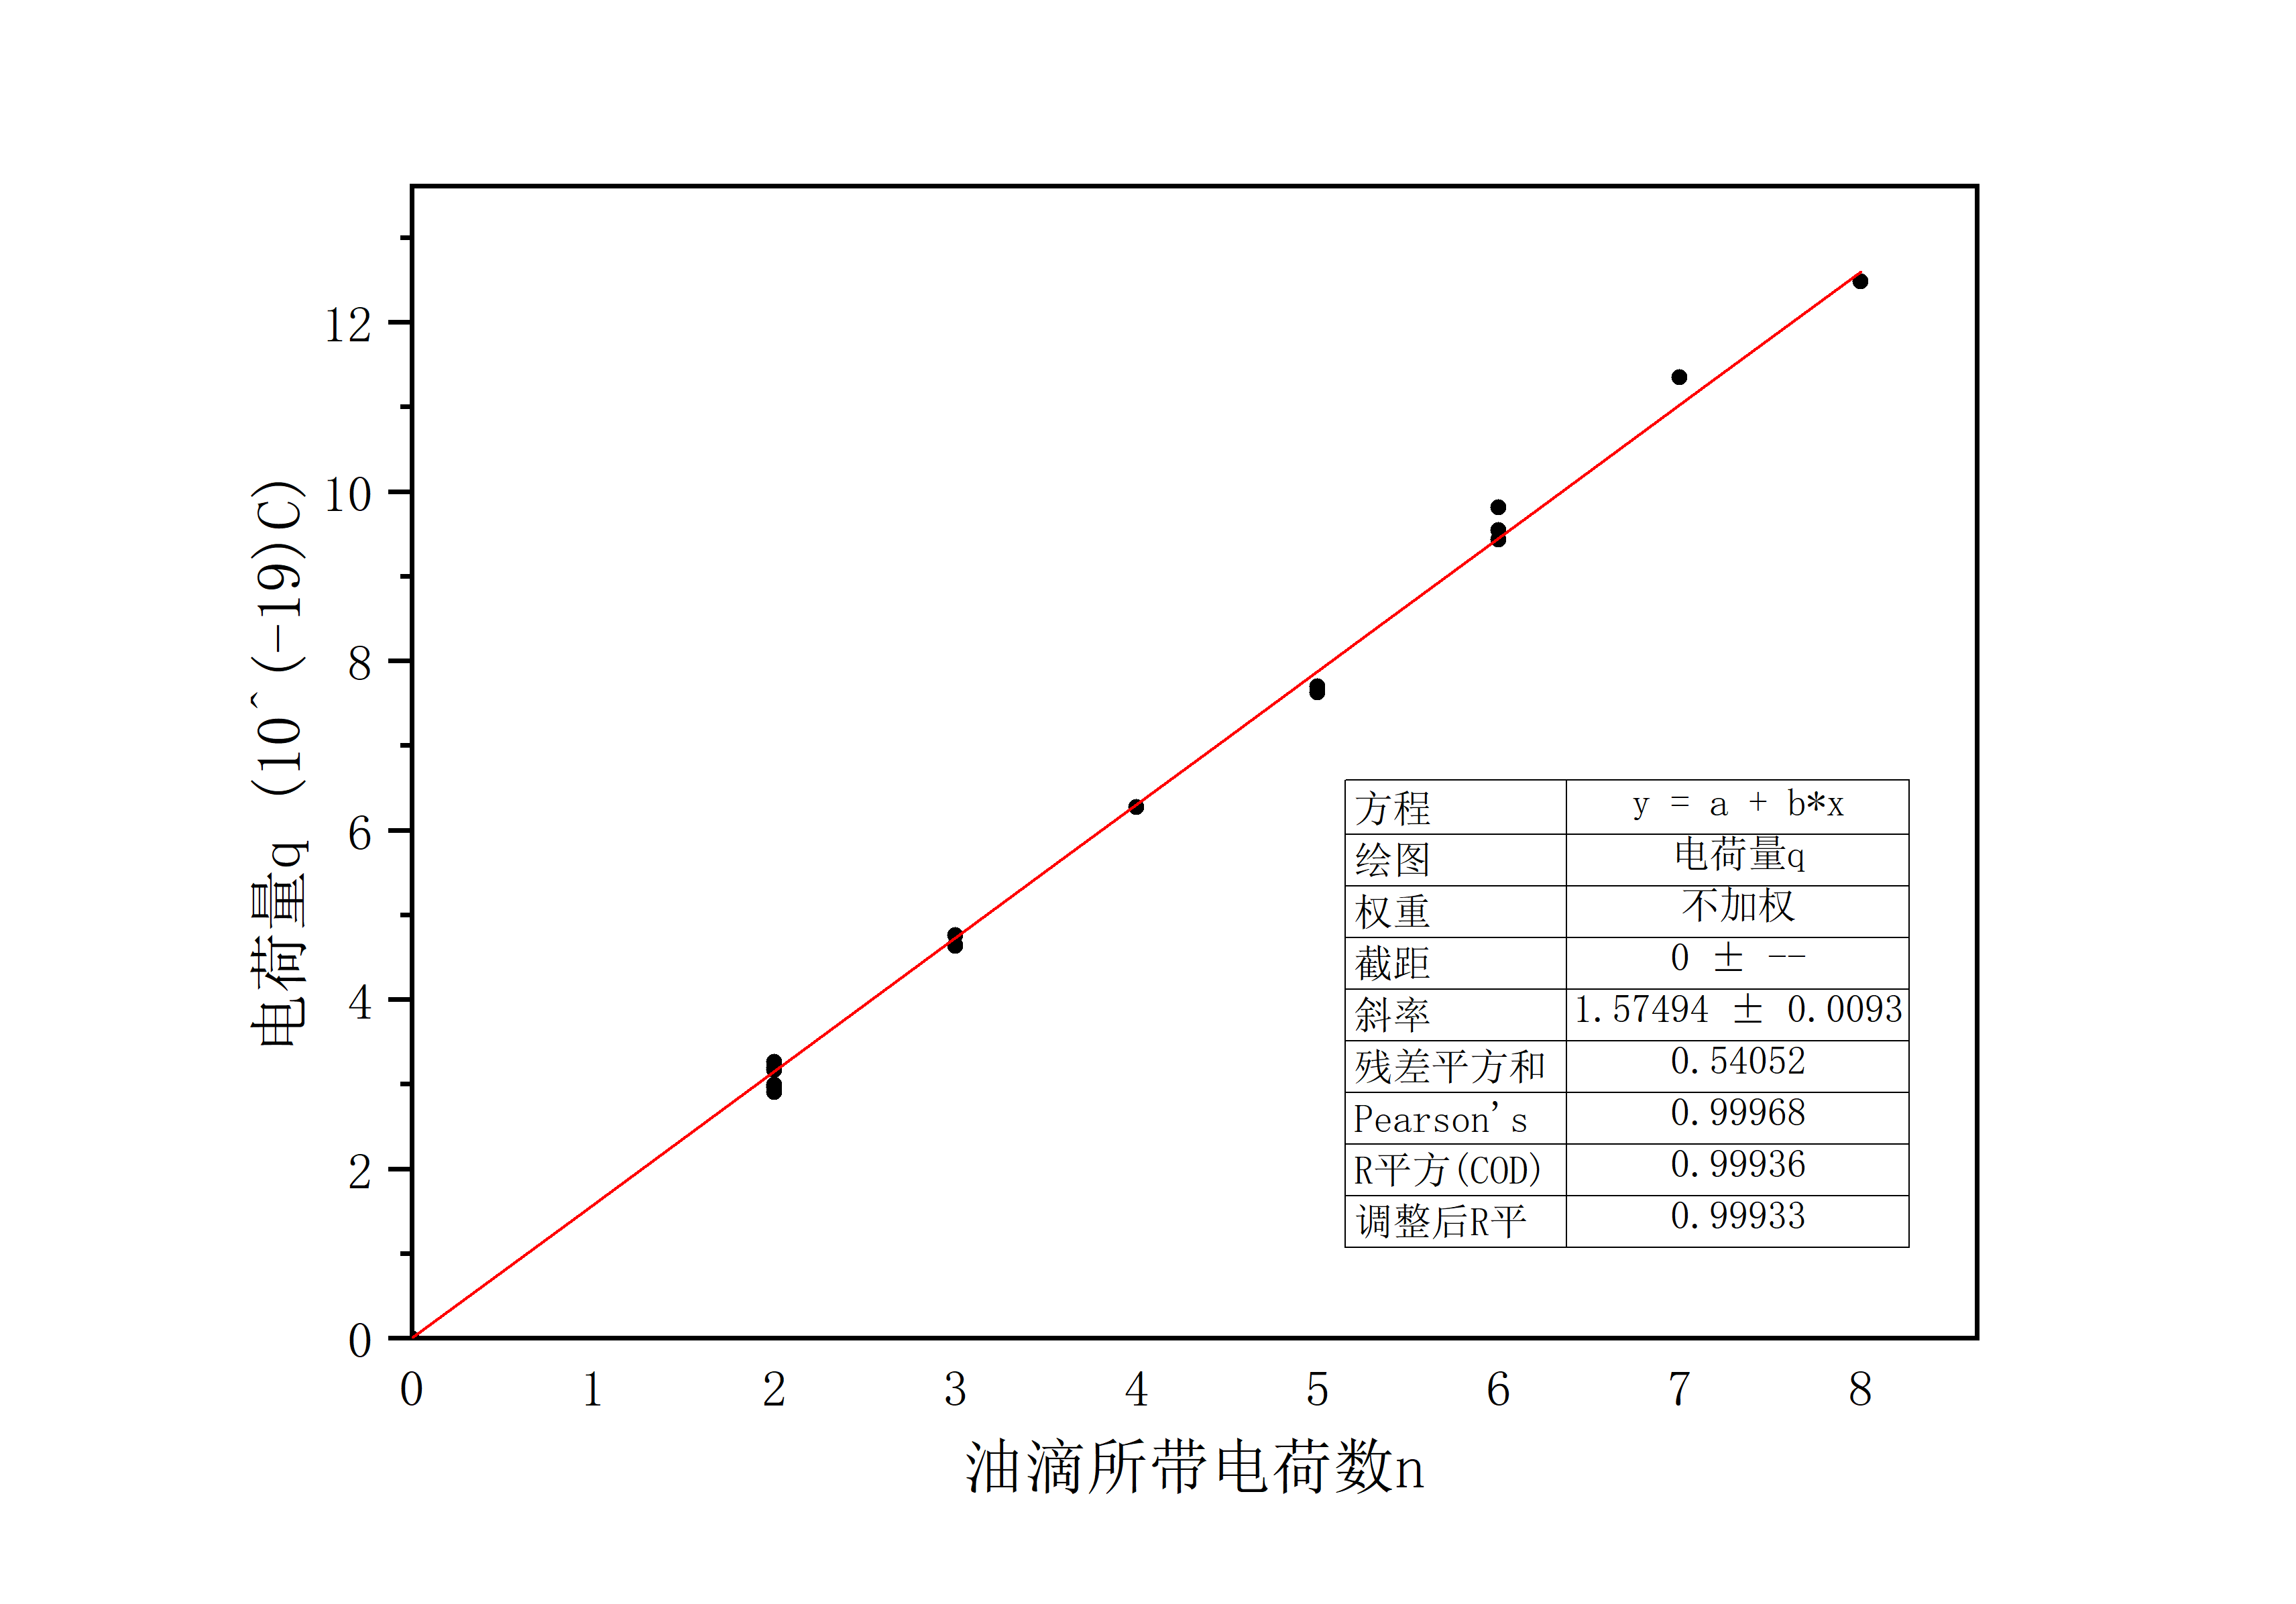 电荷量q (10^(-19)C)
12
10
8
6
4
2
0
0 1 2 3 4 5 6 7 8
油滴所带电荷数n
方程 y = a + b*x
绘图 电荷量q
权重 不加权
截距 0 ± --
斜率 1.57494 ± 0.0093
残差平方和 0.54052
Pearson's 0.99968
R平方(COD) 0.99936
调整后R平 0.99933